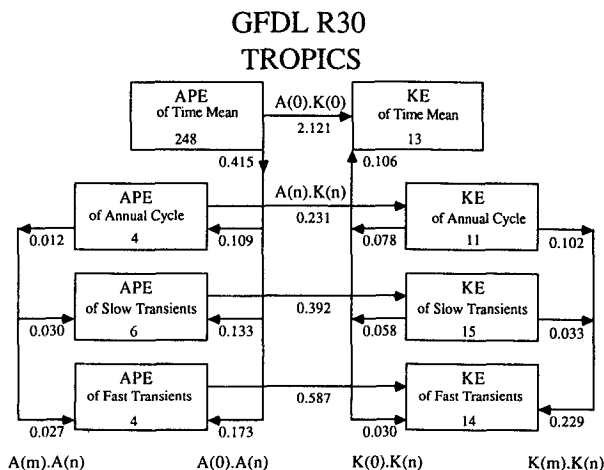 GFDL R30
TROPICS
APE
of Time Mean
248
A(0).K(0)
2.121
KE
of Time Mean
13
0.415
0.106
APE
of Annual Cycle
4
A(n).K(n)
0.231
KE
of Annual Cycle
11
0.012
0.109
0.078
0.102
APE
of Slow Transients
6
0.392
KE
of Slow Transients
15
0.030
0.133
0.058
0.033
APE
of Fast Transients
4
0.587
KE
of Fast Transients
14
0.027
0.173
0.030
0.229
A(m).A(n)
A(0).A(n)
K(0).K(n)
K(m).K(n)